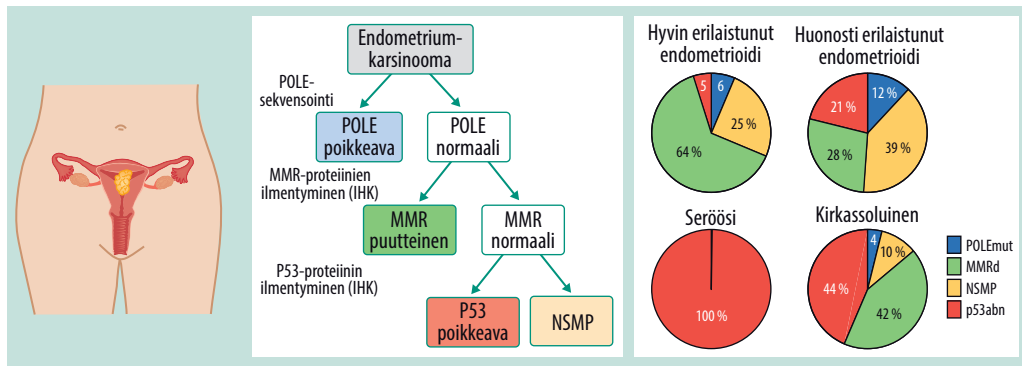 Endometrium-
karsinooma
POLE-
sekvensointi
POLE
poikkeava
POLE
normaali
MMR-proteiinien
ilmentyminen (IHK)
MMR
puutteinen
MMR
normaali
P53-proteiinin
ilmentyminen (IHK)
P53
poikkeava
NSMP
Hyvin erilaistunut
endometrioidi
5
6
25 %
64 %
Huonosti erilaistunut
endometrioidi
12 %
21 %
28 %
39 %
Seröösi
100 %
Kirkassoluinen
4
10 %
44 %
42 %
POLEmut
MMRd
NSMP
p53abn